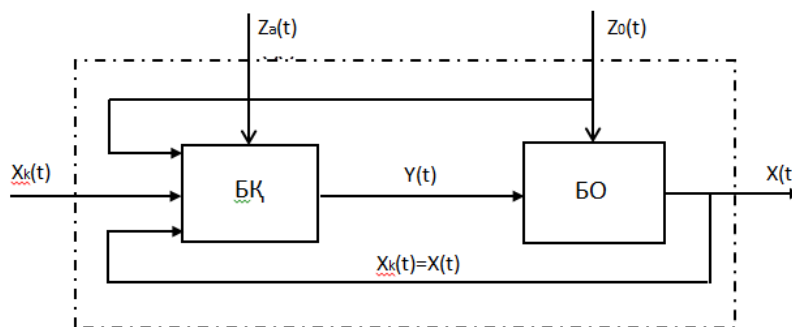 Za(t)
Z0(t)
Xk(t)
БҚ
Y(t)
БО
X(t
Xk(t)=X(t)